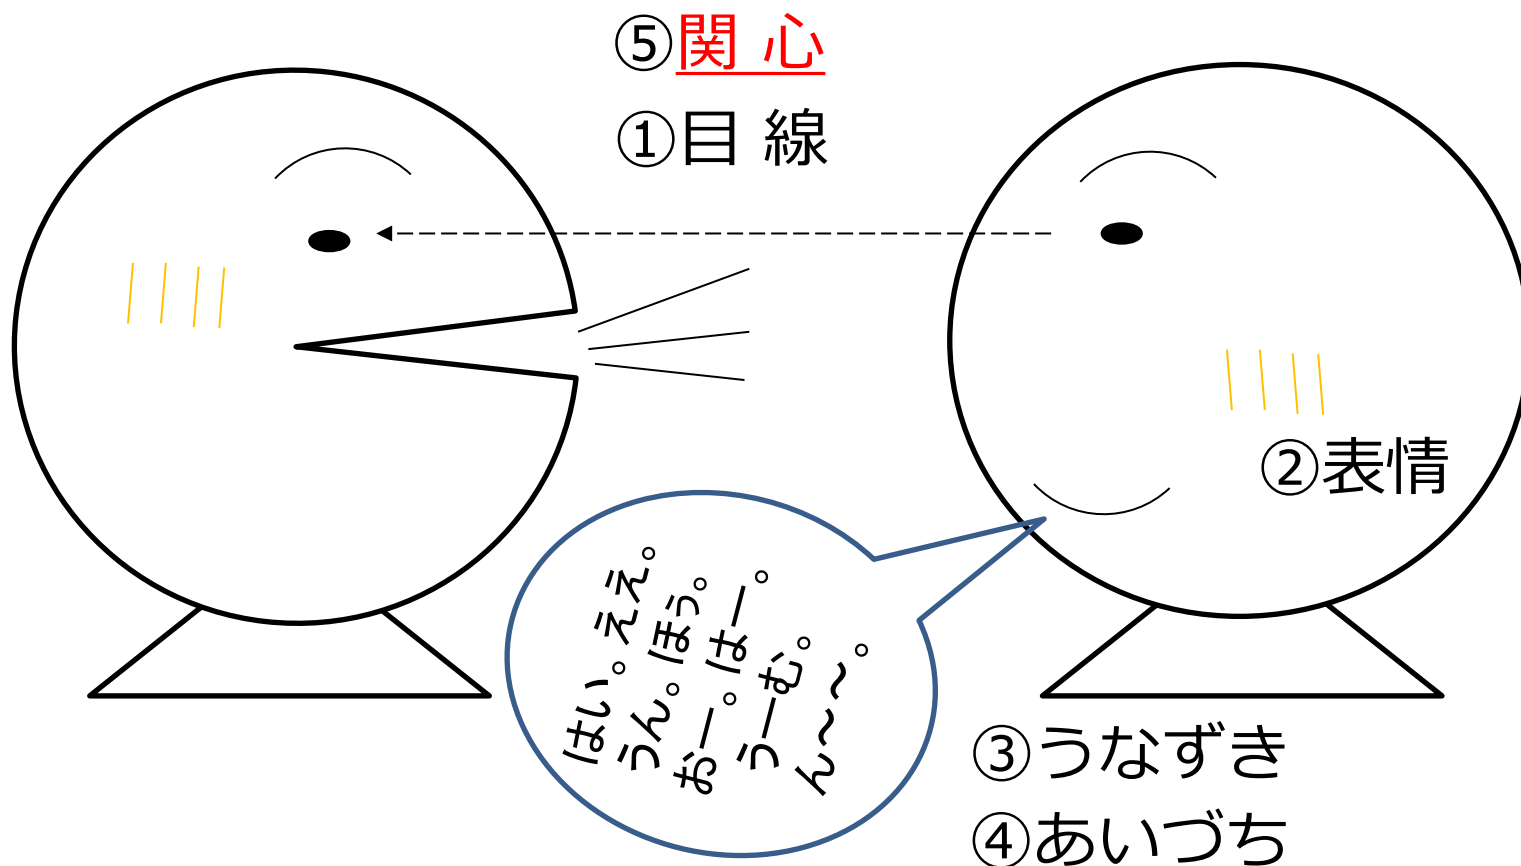 ⑤関 心
①目 線
②表情
はい。ええ。
うん。ほぅ。
おー。はー。
うーむ。
ん～～。
③うなずき
④あいづち